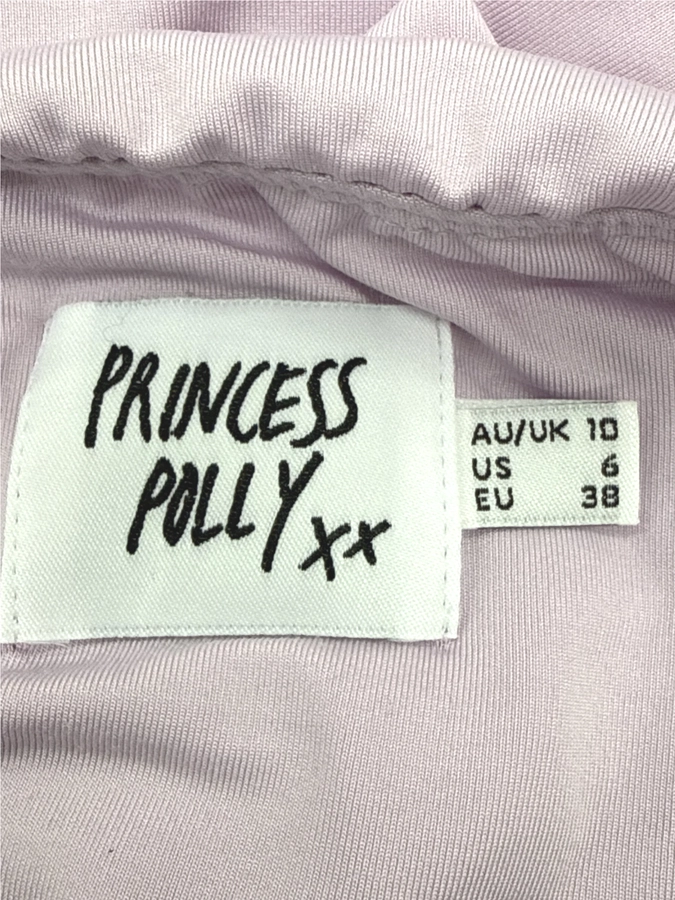 PRINCESS
POLLY
xx
AU/UK 10
US 6
EU 38